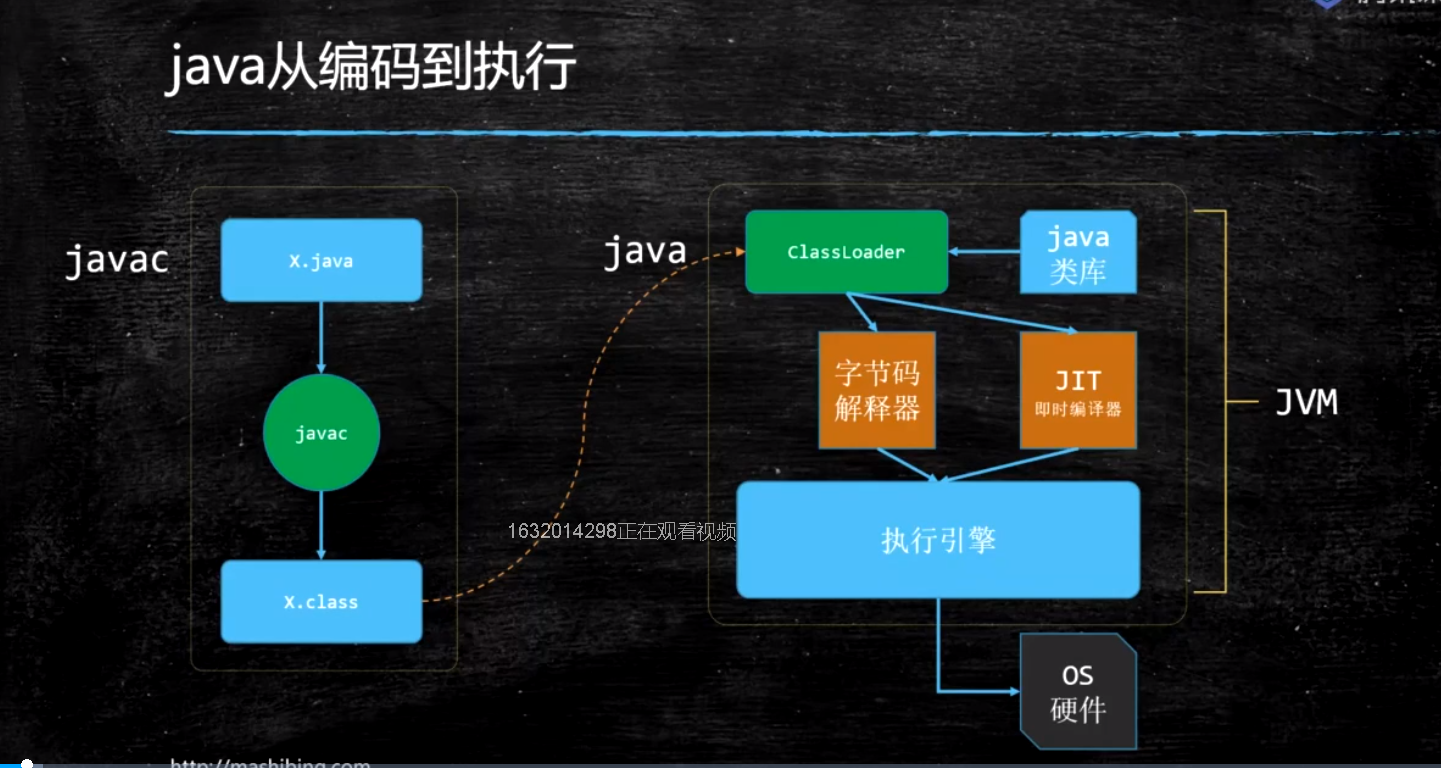 java从编码到执行
javac
X.java
javac
X.class
java
ClassLoader
java
类库
字节码
解释器
JIT
即时编译器
执行引擎
JVM
OS
硬件
1632014298正在观看视频
http://mashibing.com